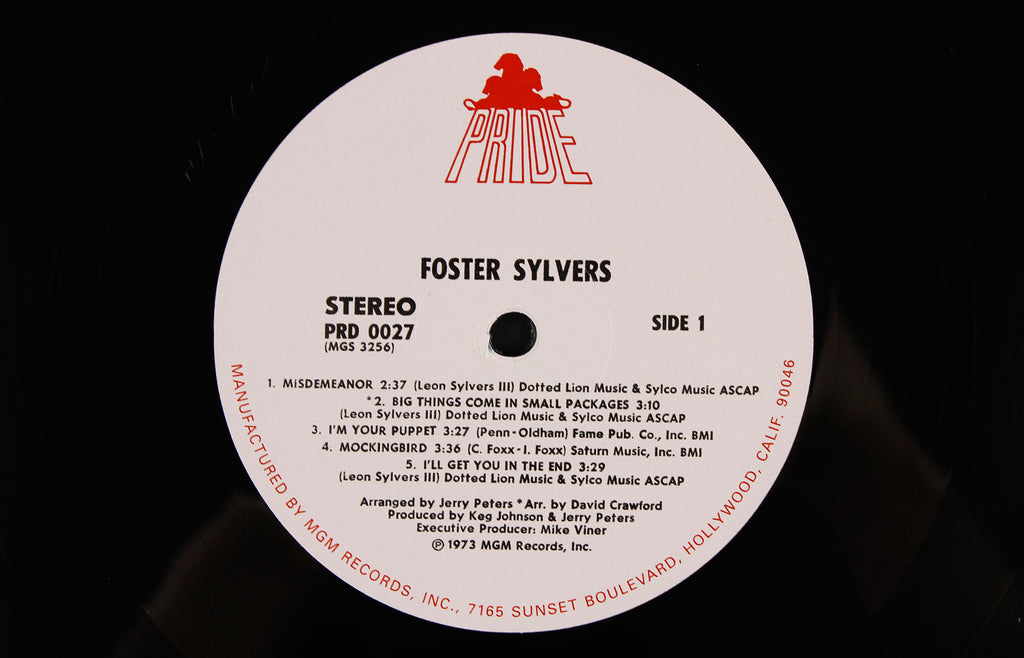 PRIDE
FOSTER SYLVERS
STEREO
PRD 0027
(MGS 3256)
SIDE 1
1. MiSDEMEANOR 2:37 (Leon Sylvers III) Dotted Lion Music & Sylco Music ASCAP
*2. BIG THINGS COME IN SMALL PACKAGES 3:10
(Leon Sylvers III) Dotted Lion Music & Sylco Music ASCAP
3. I'M YOUR PUPPET 3:27 (Penn-Oldham) Fame Pub. Co., Inc. BMI
4. MOCKINGBIRD 3:36 (C. Foxx-I. Foxx) Saturn Music, Inc. BMI
5. I'LL GET YOU IN THE END 3:29
(Leon Sylvers III) Dotted Lion Music & Sylco Music ASCAP
Arranged by Jerry Peters *Arr. by David Crawford
Produced by Keg Johnson & Jerry Peters
Executive Producer: Mike Viner
℗ 1973 MGM Records, Inc.
MANUFACTURED BY MGM RECORDS, INC., 7165 SUNSET BOULEVARD, HOLLYWOOD, CALIF. 90046